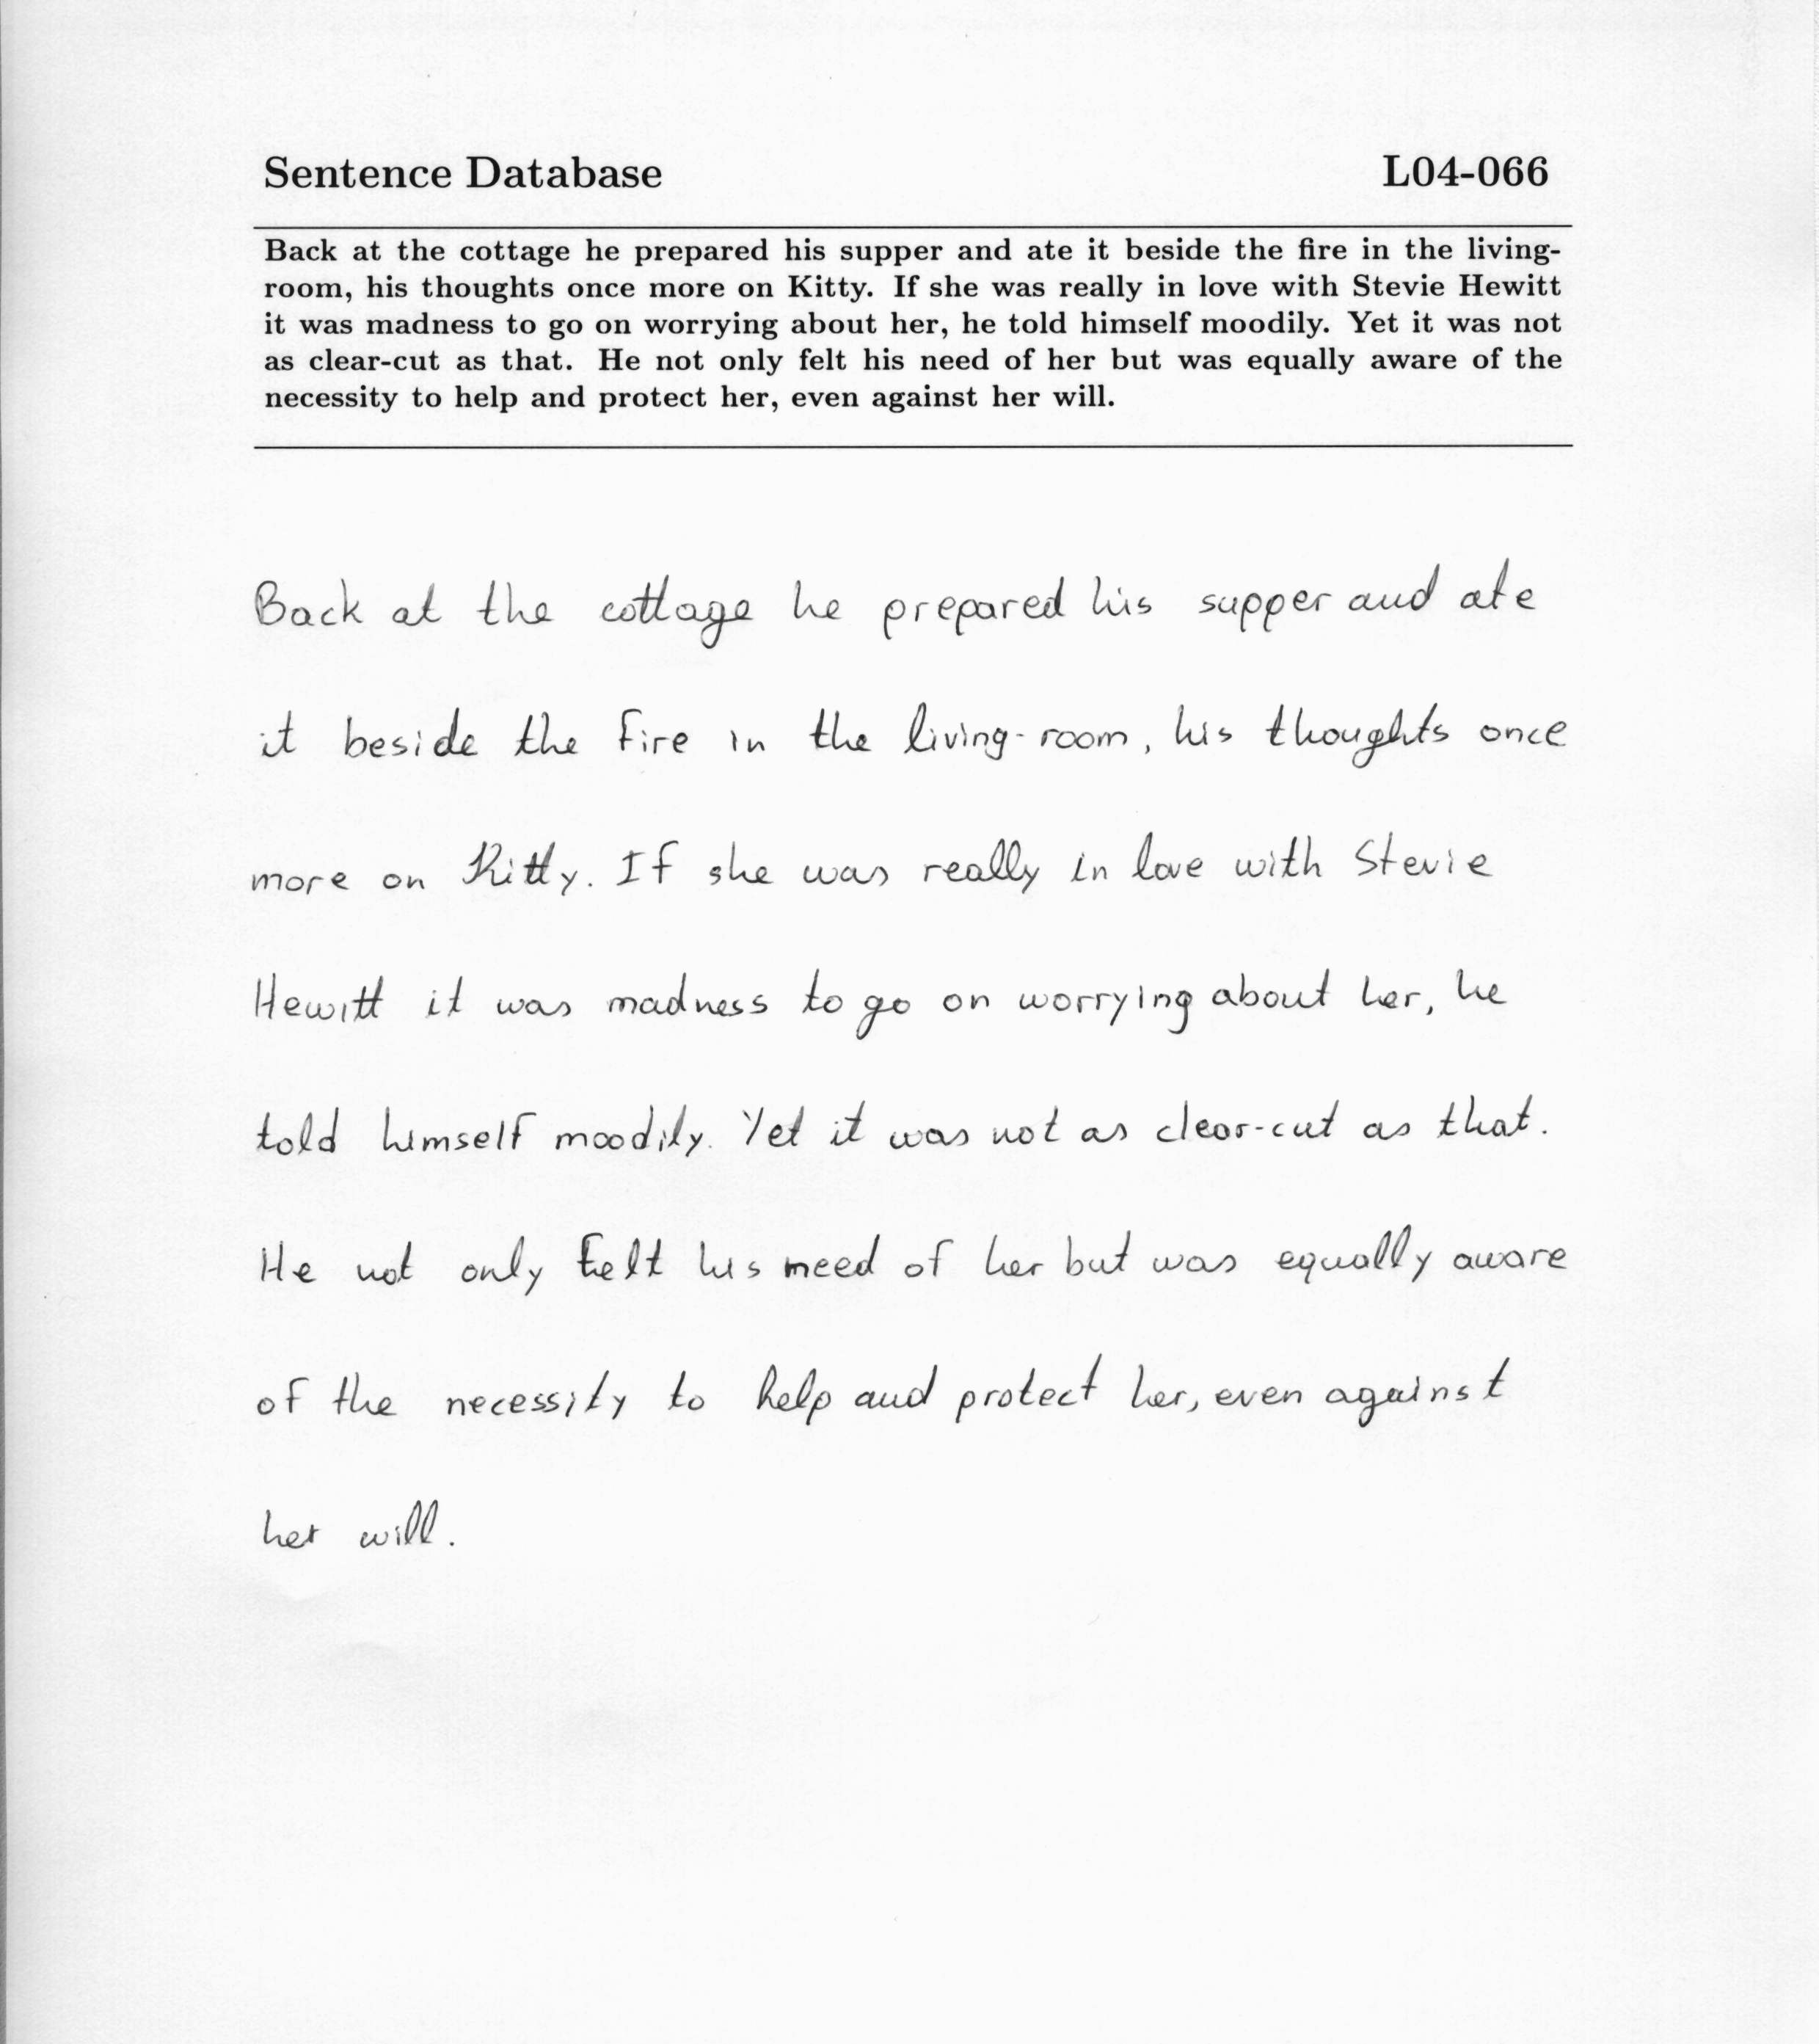 Sentence Database L04-066
Back at the cottage he prepared his supper and ate it beside the fire in the living-
room, his thoughts once more on Kitty. If she was really in love with Stevie Hewitt
it was madness to go on worrying about her, he told himself moodily. Yet it was not
as clear-cut as that. He not only felt his need of her but was equally aware of the
necessity to help and protect her, even against her will.
Back at the cottage he prepared his supper and ate
it beside the fire in the living-room, his thoughts once
more on Kitty. If she was really in love with Stevie
Hewitt it was madness to go on worrying about her, he
told himself moodily. Yet it was not as clear-cut as that.
He not only felt his need of her but was equally aware
of the necessity to help and protect her, even against
her will.